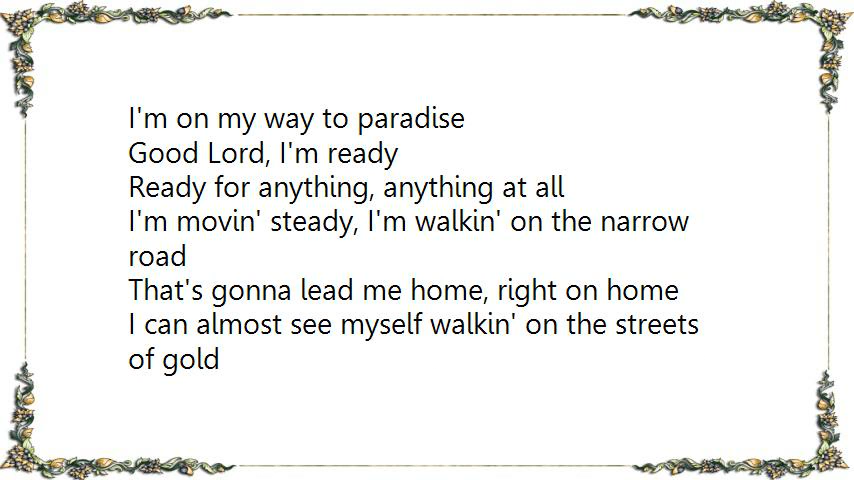 I'm on my way to paradise
Good Lord, I'm ready
Ready for anything, anything at all
I'm movin' steady, I'm walkin' on the narrow
road
That's gonna lead me home, right on home
I can almost see myself walkin' on the streets
of gold